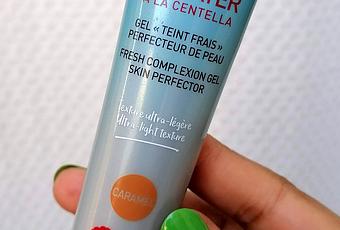 À LA CENTELLA
GEL « TEINT FRAIS »
PERFECTEUR DE PEAU
FRESH COMPLEXION GEL
SKIN PERFECTOR
Texture ultra-légère
Ultra-light texture
CARAMEL